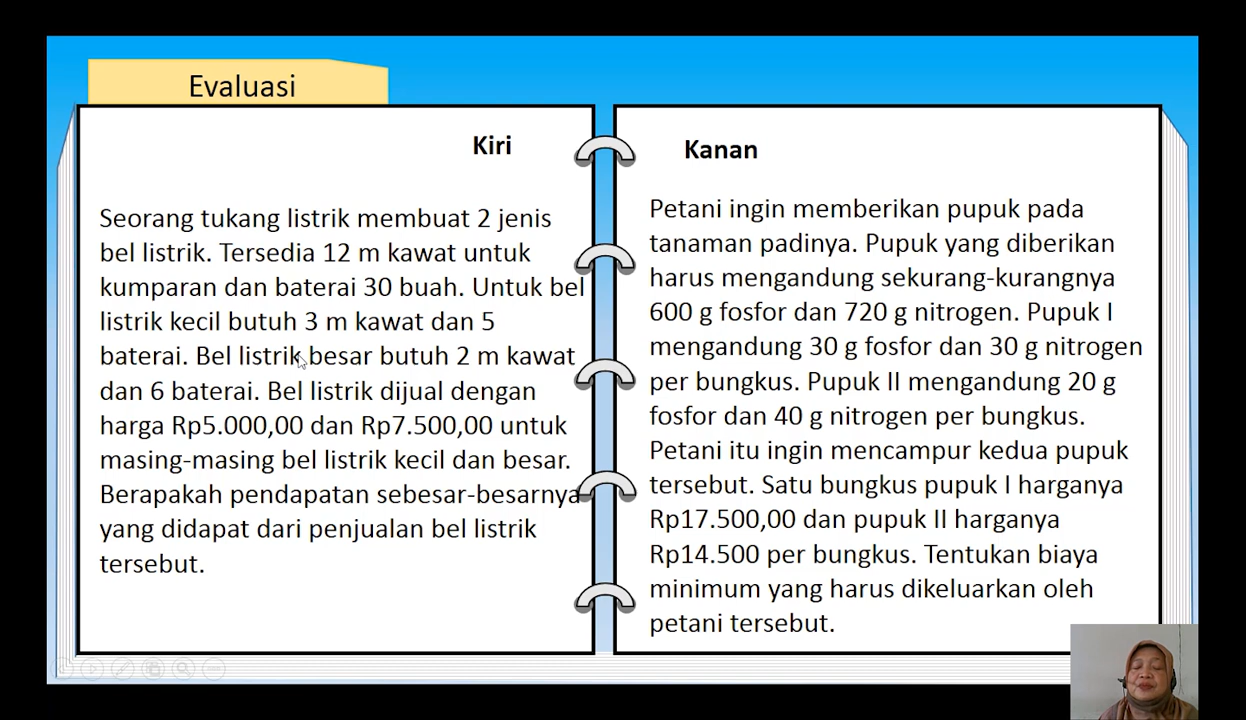 Evaluasi
Kiri
Seorang tukang listrik membuat 2 jenis
bel listrik. Tersedia 12 m kawat untuk
kumparan dan baterai 30 buah. Untuk bel
listrik kecil butuh 3 m kawat dan 5
baterai. Bel listrik besar butuh 2 m kawat
dan 6 baterai. Bel listrik dijual dengan
harga Rp5.000,00 dan Rp7.500,00 untuk
masing-masing bel listrik kecil dan besar.
Berapakah pendapatan sebesar-besarnya
yang didapat dari penjualan bel listrik
tersebut.
Kanan
Petani ingin memberikan pupuk pada
tanaman padinya. Pupuk yang diberikan
harus mengandung sekurang-kurangnya
600 g fosfor dan 720 g nitrogen. Pupuk I
mengandung 30 g fosfor dan 30 g nitrogen
per bungkus. Pupuk II mengandung 20 g
fosfor dan 40 g nitrogen per bungkus.
Petani itu ingin mencampur kedua pupuk
tersebut. Satu bungkus pupuk I harganya
Rp17.500,00 dan pupuk II harganya
Rp14.500 per bungkus. Tentukan biaya
minimum yang harus dikeluarkan oleh
petani tersebut.